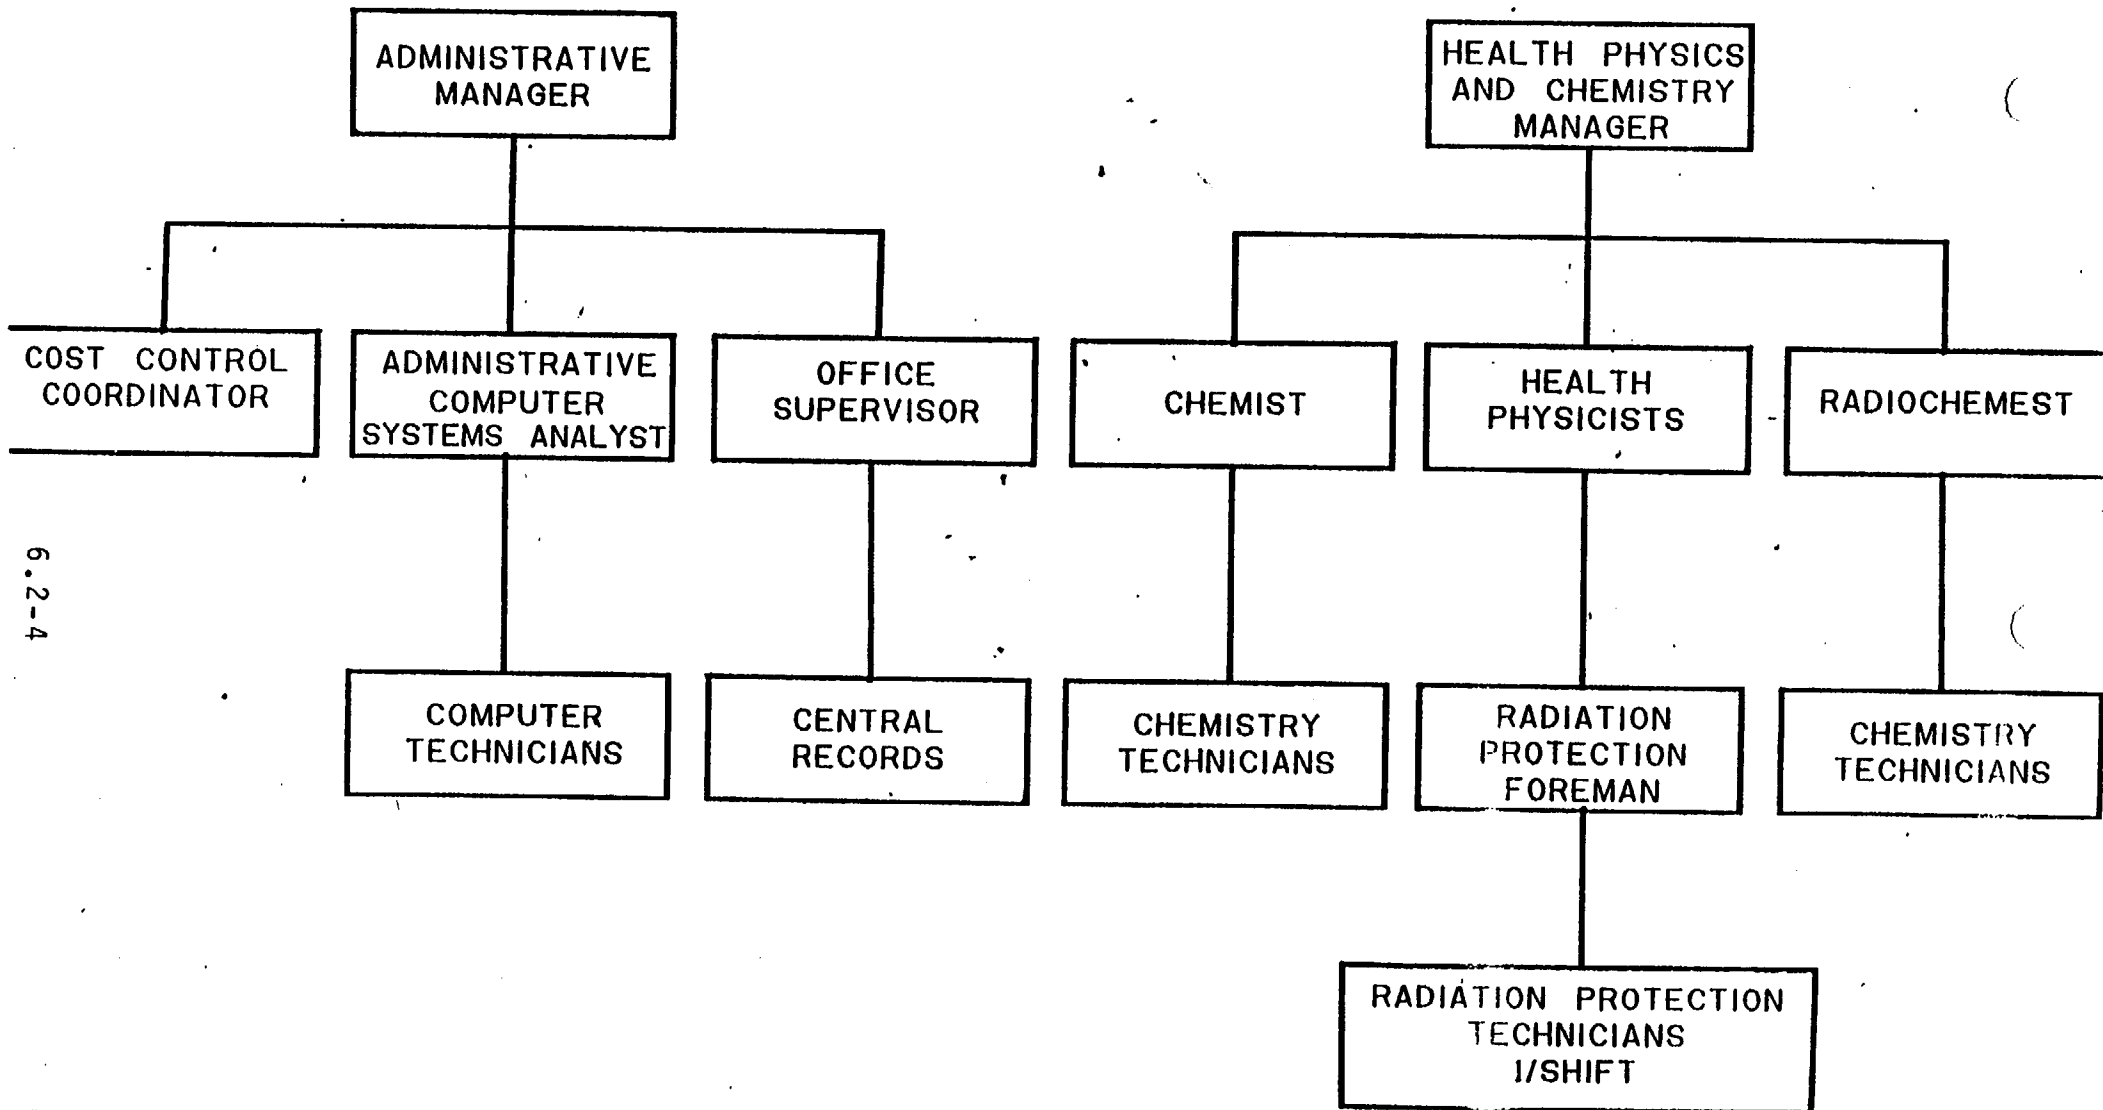 ADMINISTRATIVE
MANAGER
HEALTH PHYSICS
AND CHEMISTRY
MANAGER
COST CONTROL
COORDINATOR
ADMINISTRATIVE
COMPUTER
SYSTEMS ANALYST
OFFICE
SUPERVISOR
CHEMIST
HEALTH
PHYSICISTS
RADIOCHEMEST
6.2-4
COMPUTER
TECHNICIANS
CENTRAL
RECORDS
CHEMISTRY
TECHNICIANS
RADIATION
PROTECTION
FOREMAN
CHEMISTRY
TECHNICIANS
RADIATION PROTECTION
TECHNICIANS
1/SHIFT